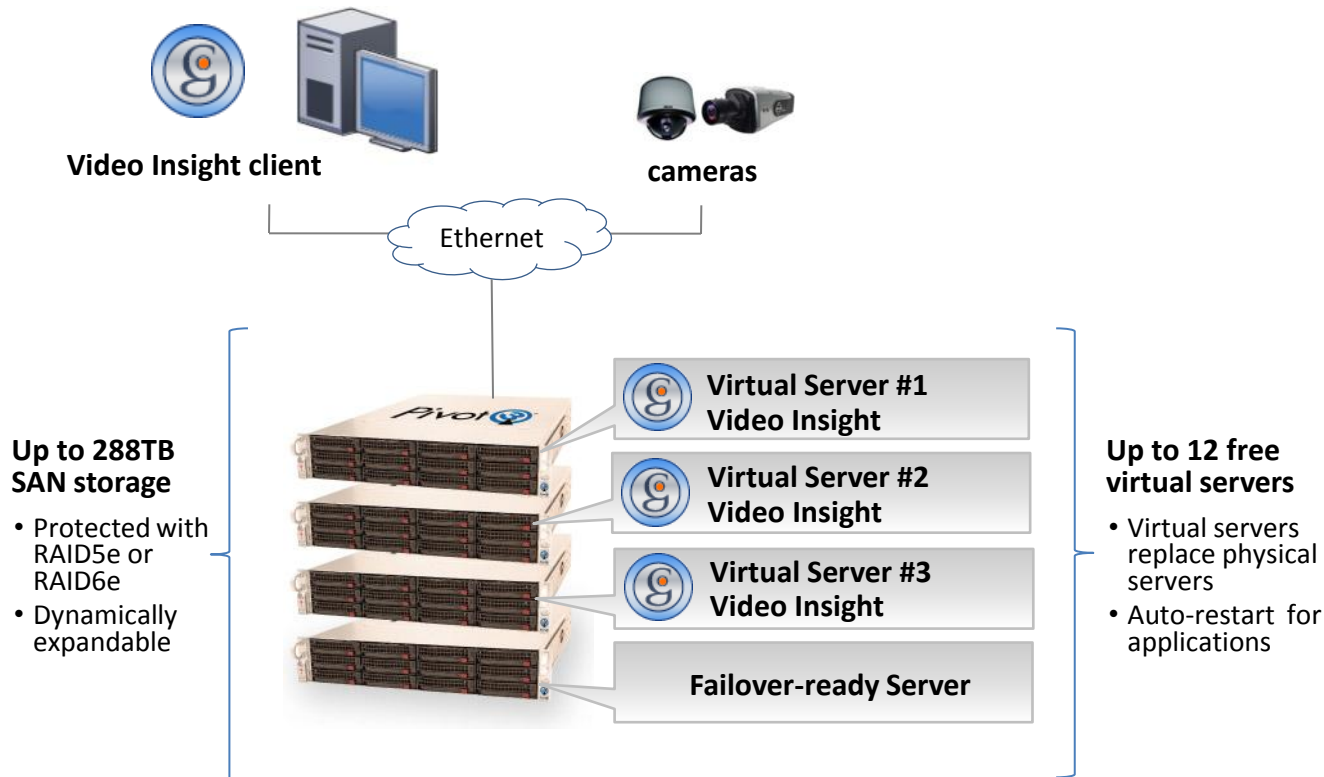 Video Insight client
cameras
Ethernet
Pivot3
Virtual Server #1
Video Insight
Virtual Server #2
Video Insight
Virtual Server #3
Video Insight
Failover-ready Server
Up to 288TB
SAN storage
• Protected with
RAID5e or
RAID6e
• Dynamically
expandable
Up to 12 free
virtual servers
• Virtual servers
replace physical
servers
• Auto-restart for
applications